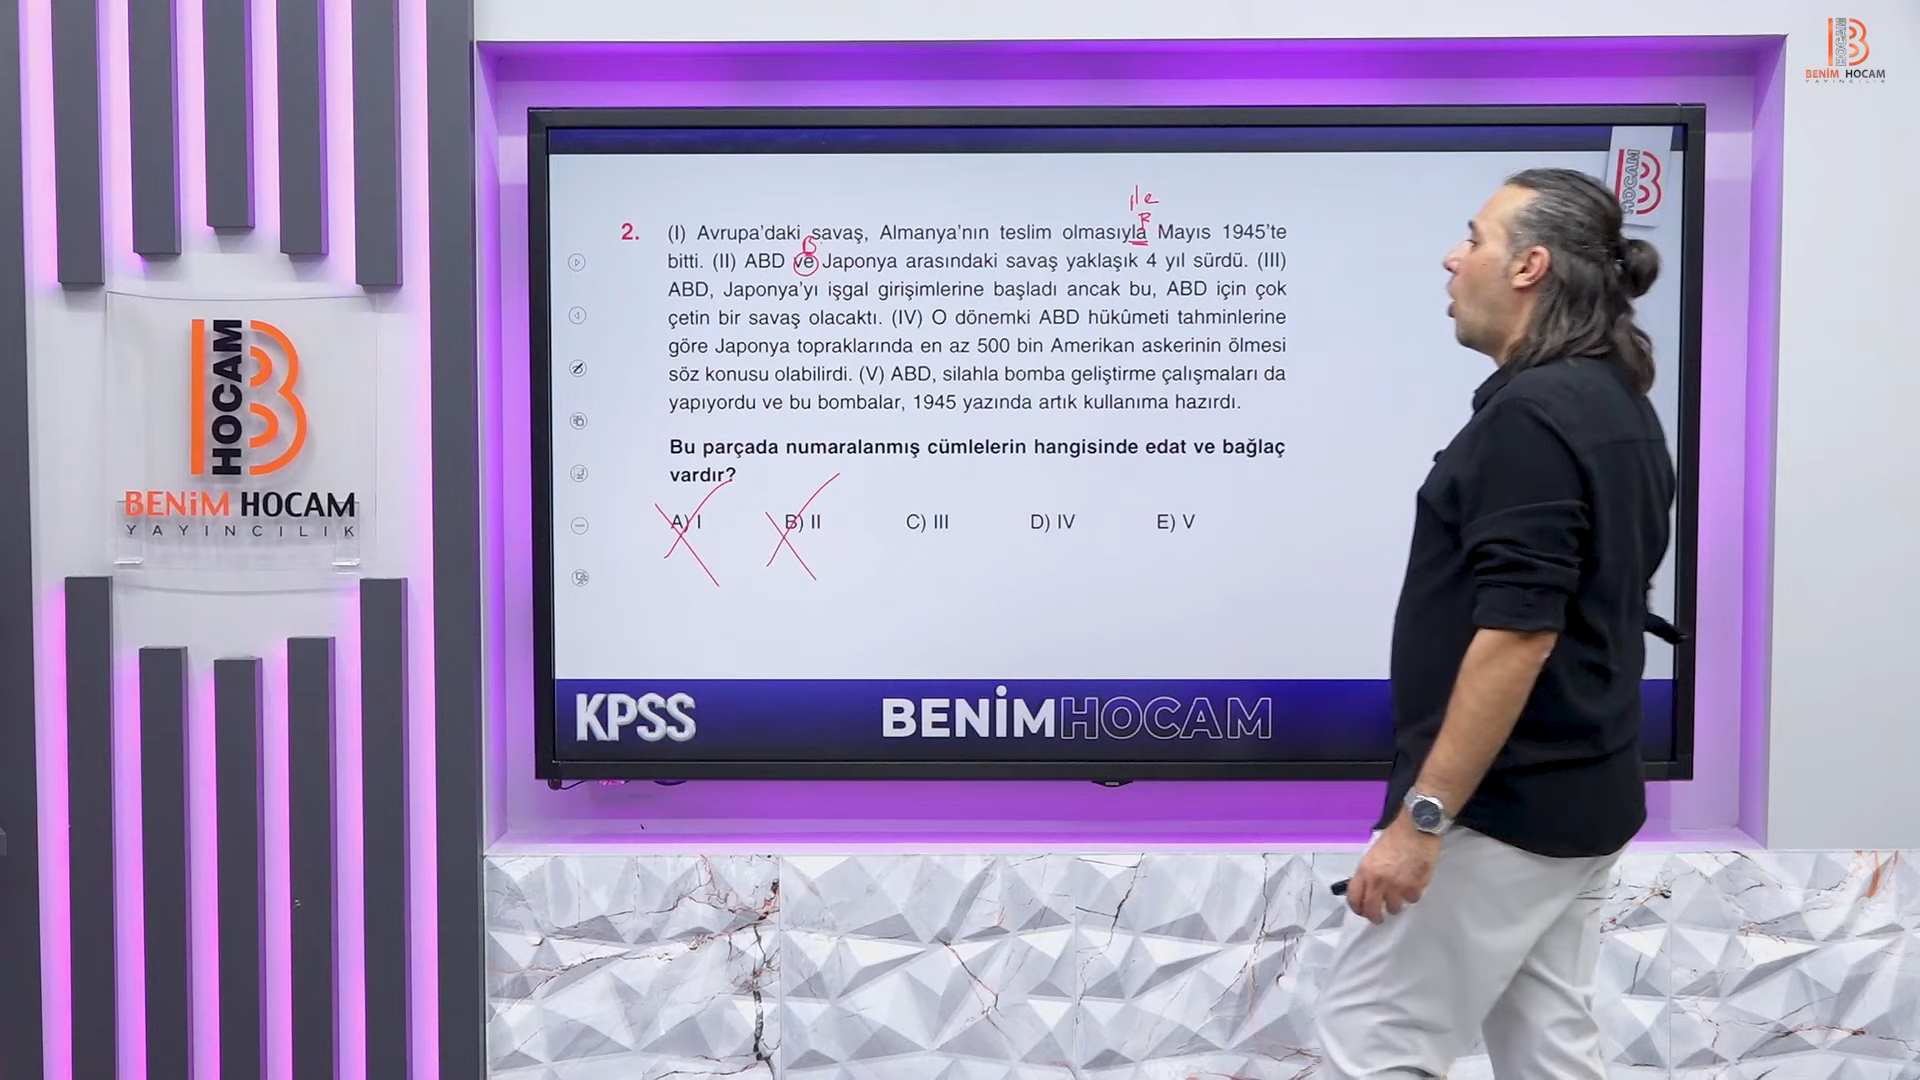 BENİM HOCAM
YAYINCILIK
HOCAM
BENİM HOCAM
YAYINCILIK
HOCAM
ile
2. (I) Avrupa’daki savaş, Almanya’nın teslim olmasıyla Mayıs 1945’te
B
bitti. (II) ABD ve Japonya arasındaki savaş yaklaşık 4 yıl sürdü. (III)
ABD, Japonya’yı işgal girişimlerine başladı ancak bu, ABD için çok
çetin bir savaş olacaktı. (IV) O dönemki ABD hükûmeti tahminlerine
göre Japonya topraklarında en az 500 bin Amerikan askerinin ölmesi
söz konusu olabilirdi. (V) ABD, silahla bomba geliştirme çalışmaları da
yapıyordu ve bu bombalar, 1945 yazında artık kullanıma hazırdı.
Bu parçada numaralanmış cümlelerin hangisinde edat ve bağlaç
vardır?
A) I B) II C) III D) IV E) V
KPSS BENİMHOCAM